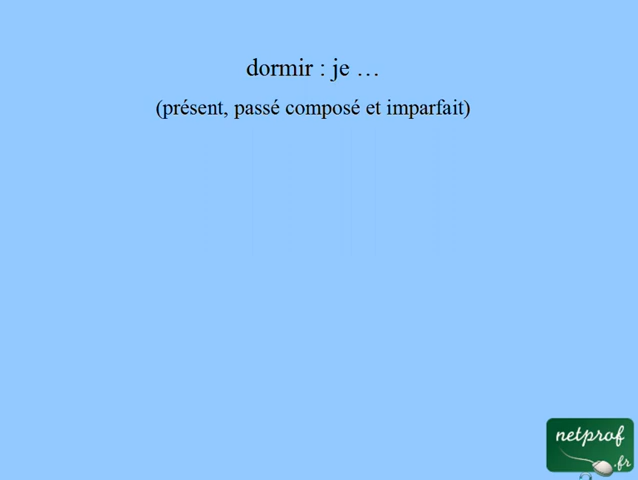 dormir : je …
(présent, passé composé et imparfait)
netprof
.fr